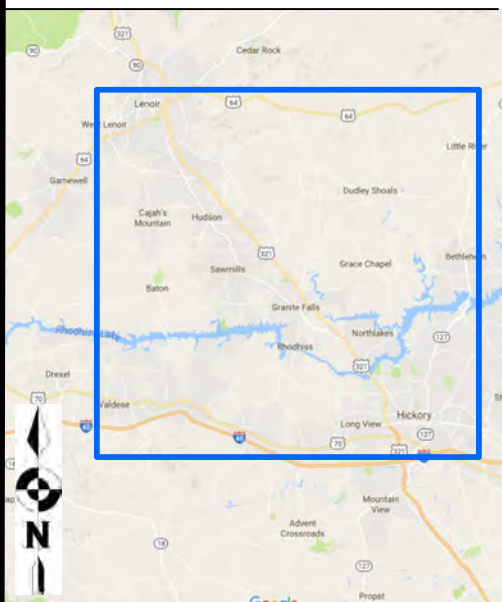 321
90
Cedar Rock
90
Lenoir
64
64
West Lenoir
64
Little River
Gamewell
Dudley Shoals
Cajah's
Mountain
Hudson
321
Grace Chapel
Bethlehem
Sawmills
Baton
Granite Falls
Rhodhiss Lake
Northlakes
Rhodhiss
127
321
Drexel
70
Valdese
Hickory
40
Long View
127
40
70
321
Mountain
View
N
Advent
Crossroads
18
127
Propst
Google